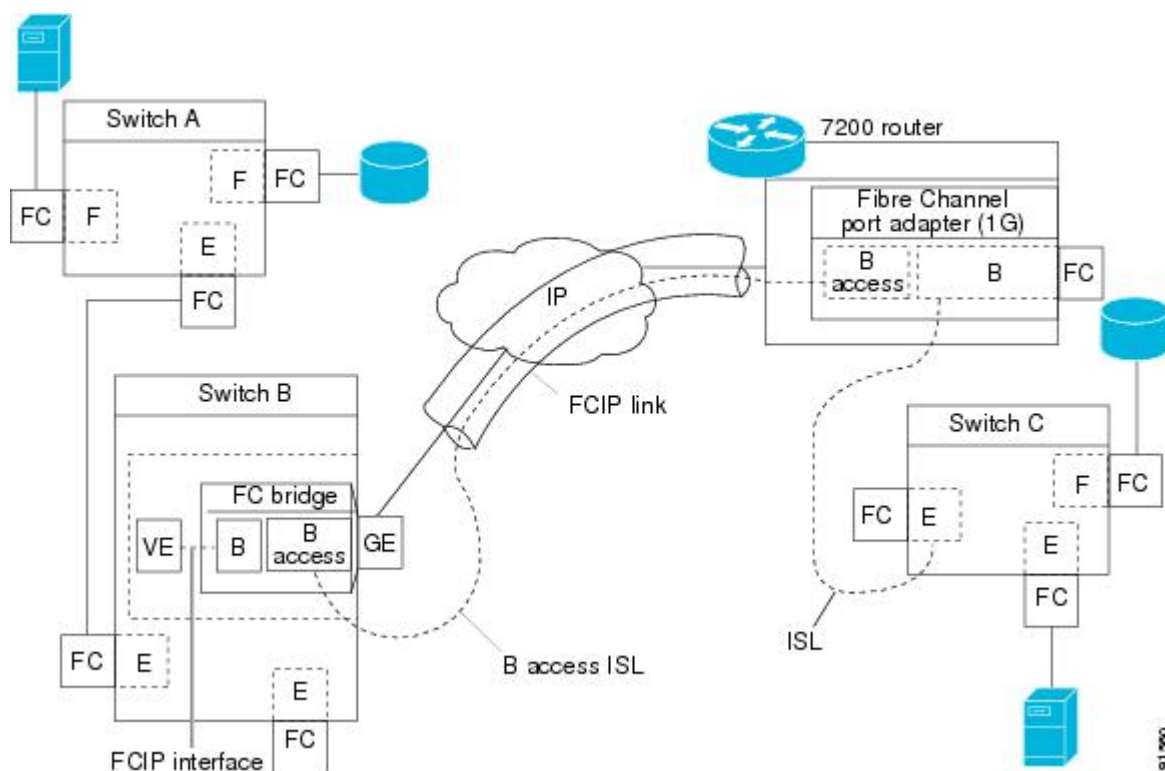 Switch A
F
FC
FC
F
E
FC
7200 router
Fibre Channel
port adapter (1G)
B
access
B
FC
IP
FCIP link
Switch B
FC bridge
VE
B
B
access
GE
FC
E
E
FC
FCIP interface
B access ISL
ISL
Switch C
F
FC
FC
E
E
FC